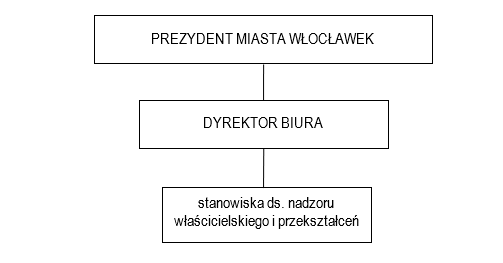 PREZYDENT MIASTA WŁOCŁAWEK
DYREKTOR BIURA
stanowiska ds. nadzoru
właścicielskiego i przekształceń